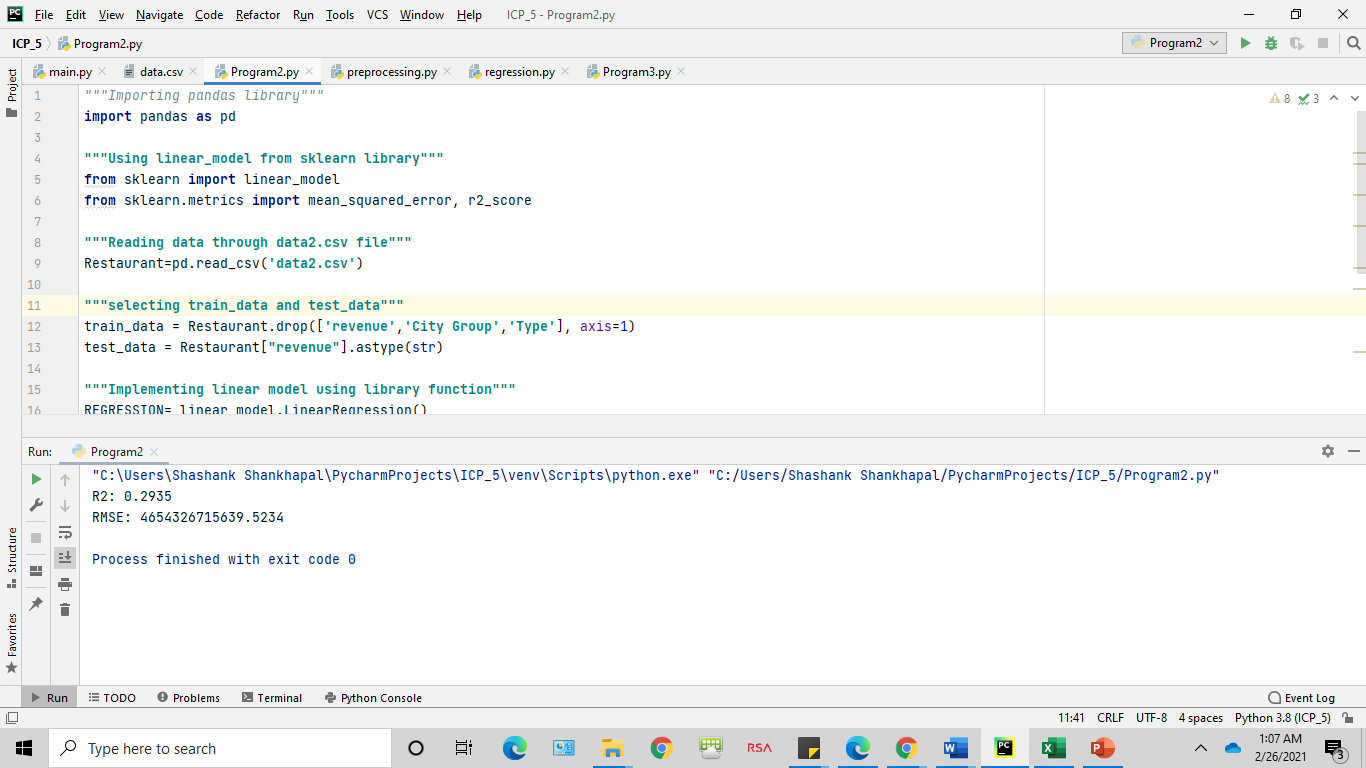 File Edit View Navigate Code Refactor Run Tools VCS Window Help ICP_5 - Program2.py
ICP_5 Program2.py Program2
main.py data.csv Program2.py preprocessing.py regression.py Program3.py
Project
1 """Importing pandas library""" 8 3
2 import pandas as pd
3
4 """Using linear_model from sklearn library"""
5 from sklearn import linear_model
6 from sklearn.metrics import mean_squared_error, r2_score
7
8 """Reading data through data2.csv file"""
9 Restaurant=pd.read_csv('data2.csv')
10
11 """selecting train_data and test_data"""
12 train_data = Restaurant.drop(['revenue','City Group','Type'], axis=1)
13 test_data = Restaurant["revenue"].astype(str)
14
15 """Implementing linear model using library function"""
16 REGRESSION= linear_model.LinearRegression()
Run: Program2
"C:\Users\Shashank Shankhapal\PycharmProjects\ICP_5\venv\Scripts\python.exe" "C:/Users/Shashank Shankhapal/PycharmProjects/ICP_5/Program2.py"
R2: 0.2935
RMSE: 4654326715639.5234
Process finished with exit code 0
Structure
Favorites
Run TODO Problems Terminal Python Console Event Log
11:41 CRLF UTF-8 4 spaces Python 3.8 (ICP_5)
Type here to search RSA 1:07 AM
2/26/2021 3